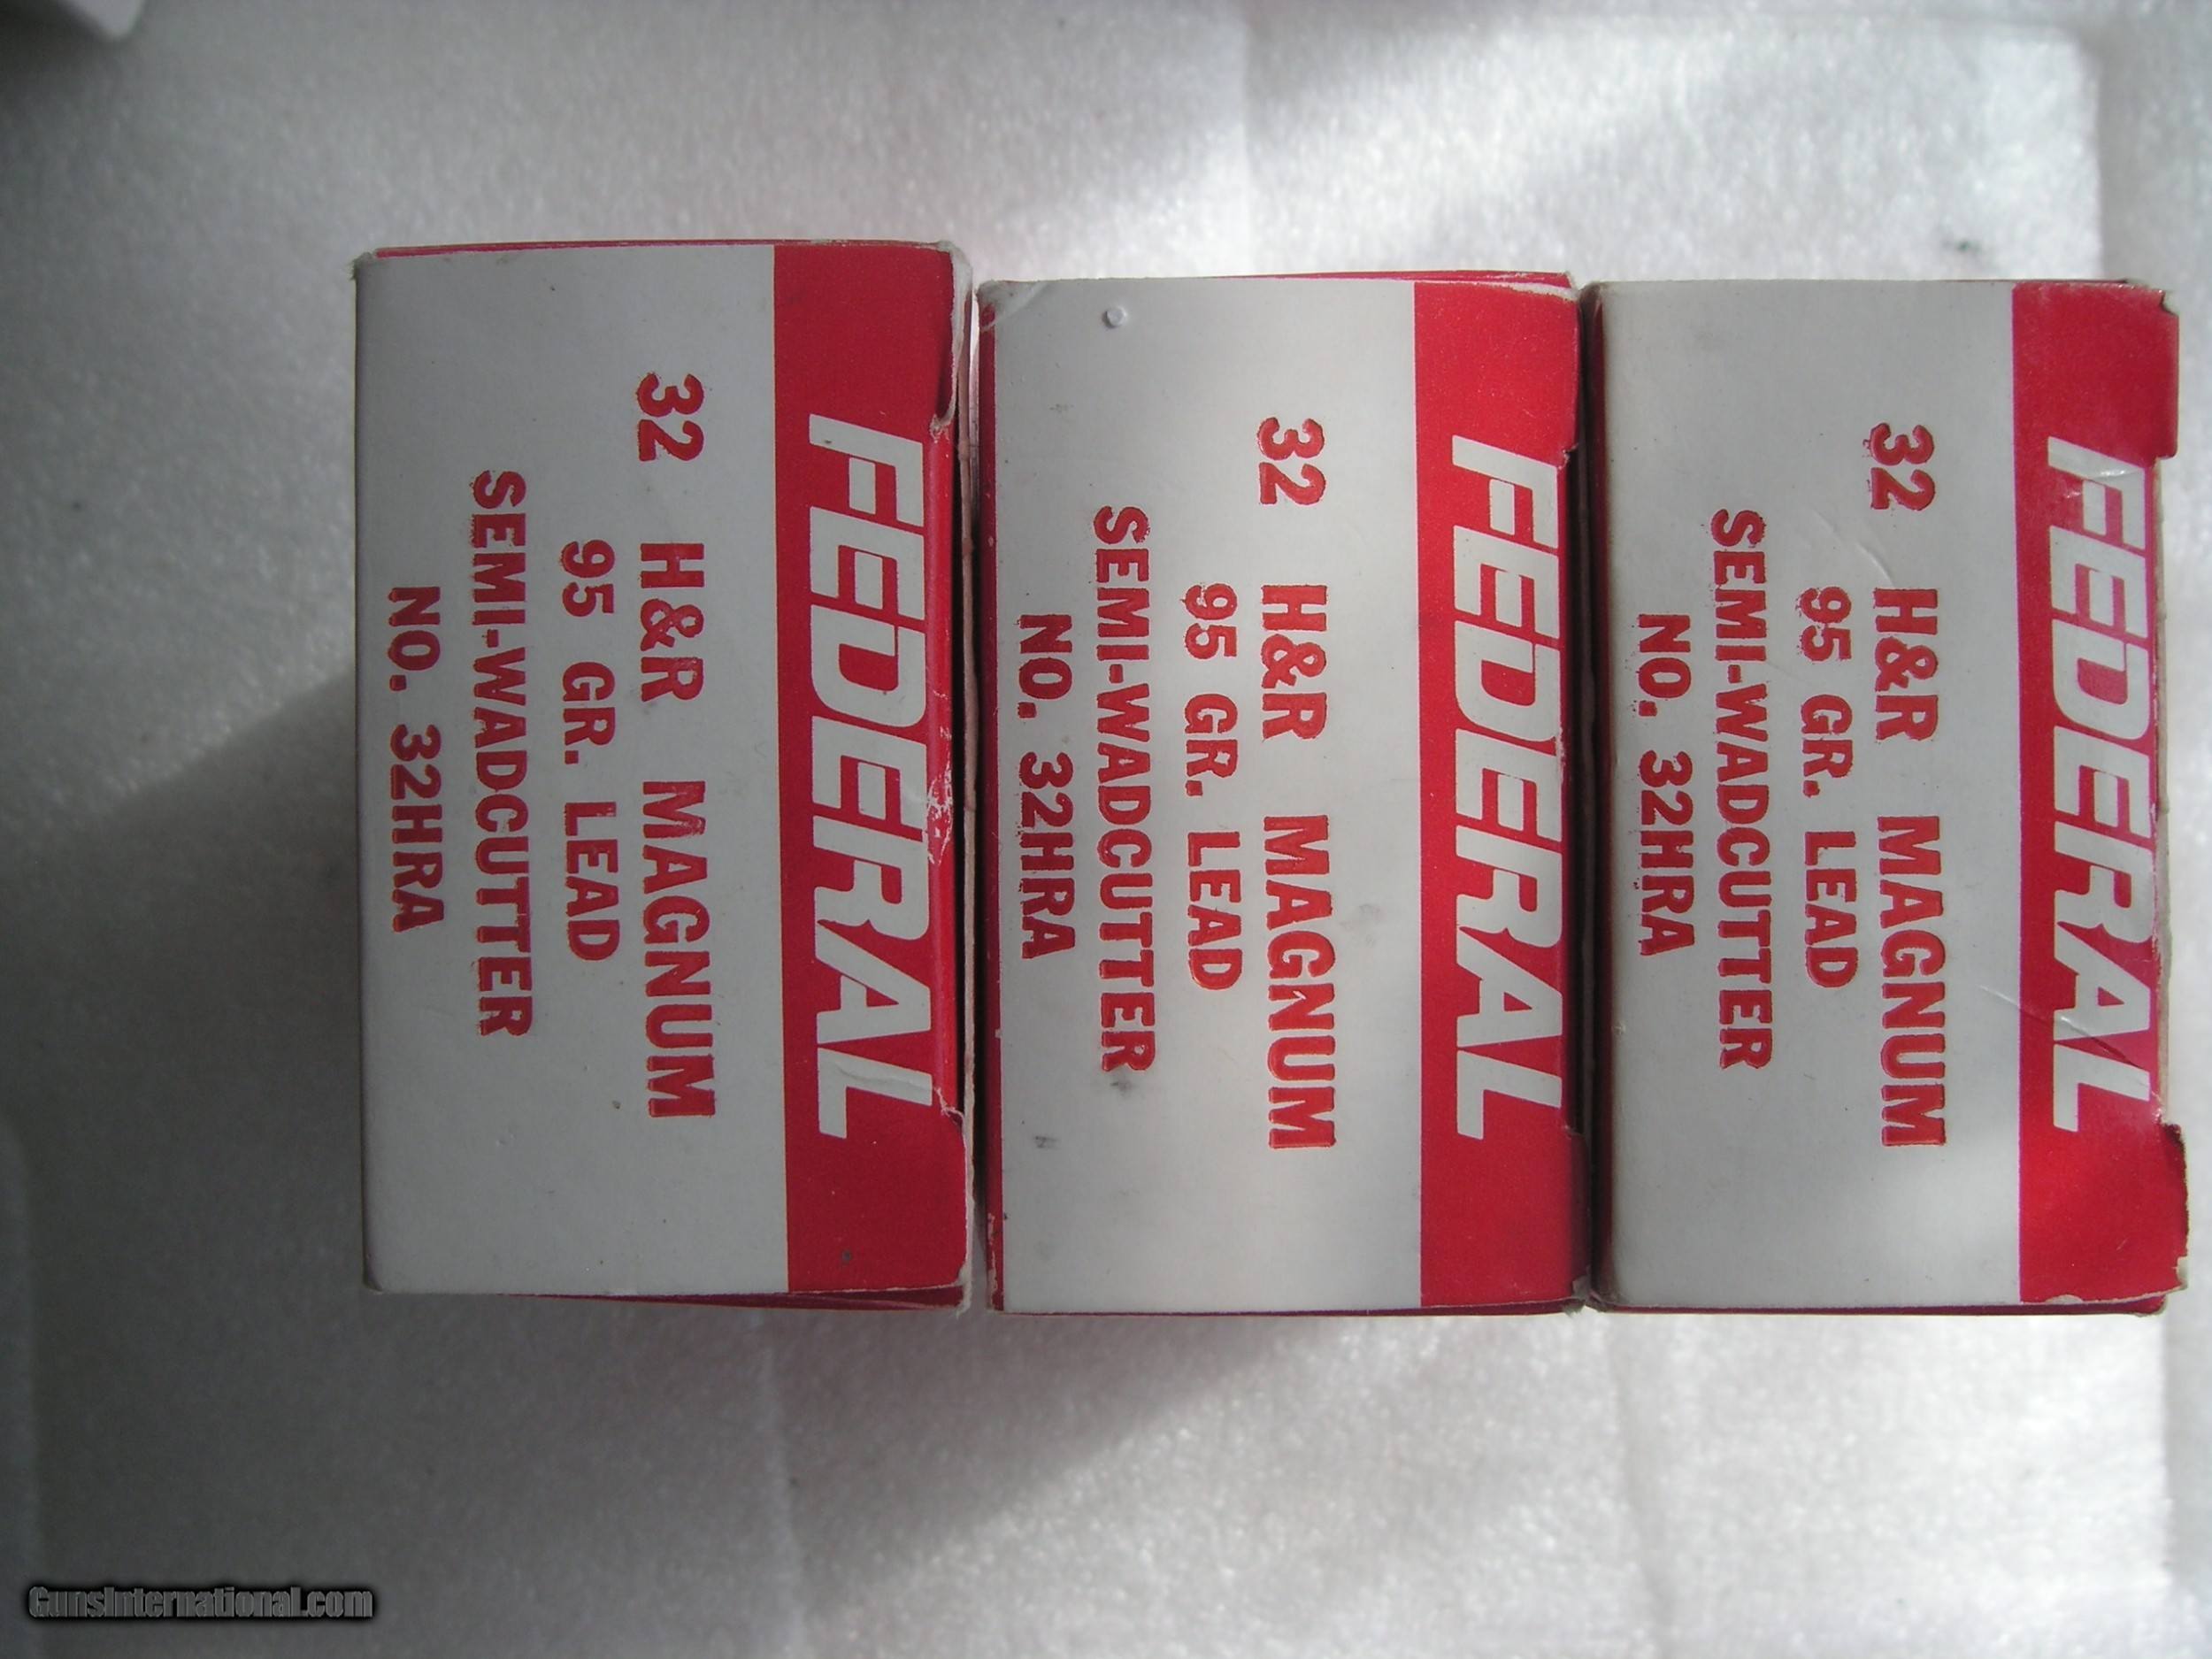 FEDERAL
32 H&R MAGNUM
95 GR. LEAD
SEMI-WADCUTTER
NO. 32HRA
FEDERAL
32 H&R MAGNUM
95 GR. LEAD
SEMI-WADCUTTER
NO. 32HRA
FEDERAL
32 H&R MAGNUM
95 GR. LEAD
SEMI-WADCUTTER
NO. 32HRA
GunsInternational.com